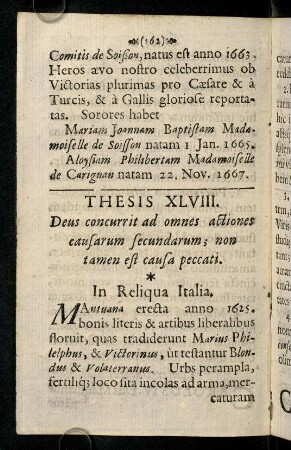 (162)
Comitis de Soisson, natus est anno 1663.
Heros ævo nostro celeberrimus ob
Victorias plurimas pro Cæsare & à
Turcis, & à Gallis gloriose reporta-
tas. Sorores habet
Mariam Joannam Baptistam Mada-
moiselle de Soisson natam 1 Jan. 1665.
Aloysiam Philibertam Madamoiselle
de Carignan natam 22. Nov. 1667.
THESIS XLVIII.
Deus concurrit ad omnes actiones
causarum secundarum; non
tamen est causa peccati.
*
In Reliqua Italia.
MAntuana erecta anno 1625.
bonis literis & artibus liberalibus
floruit, quas tradiderunt Marius Phi-
lelphus, & Victorinus, ut testantur Blon-
dus & Volaterranus. Urbs perampla,
fertiliq; loco sita incolas ad arma, mer-
caturam